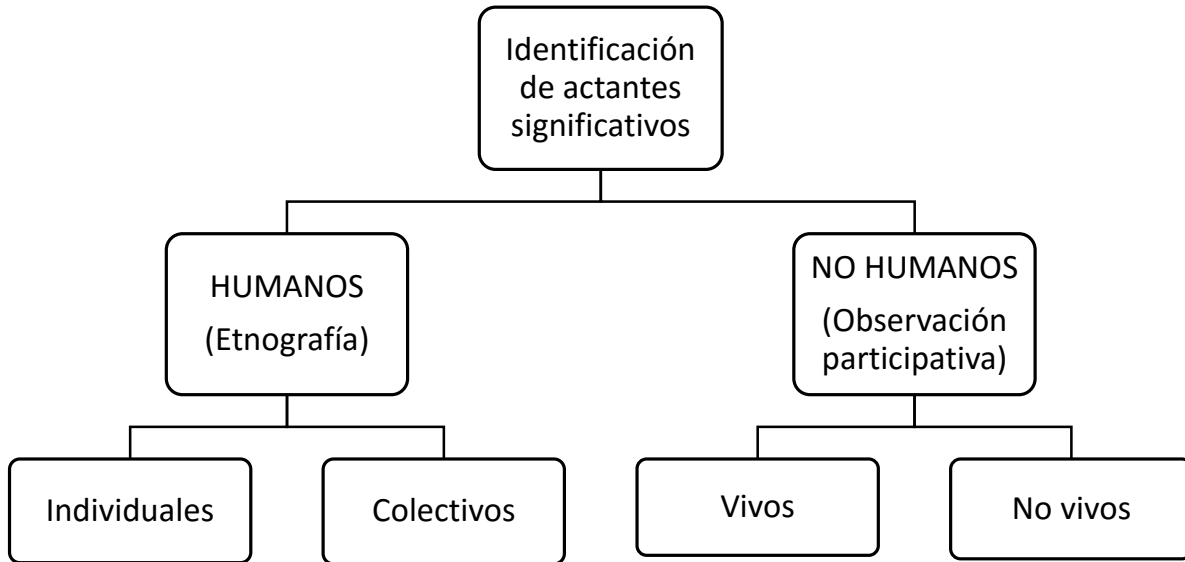 Identificación
de actantes
significativos
HUMANOS
(Etnografía)
NO HUMANOS
(Observación
participativa)
Individuales
Colectivos
Vivos
No vivos